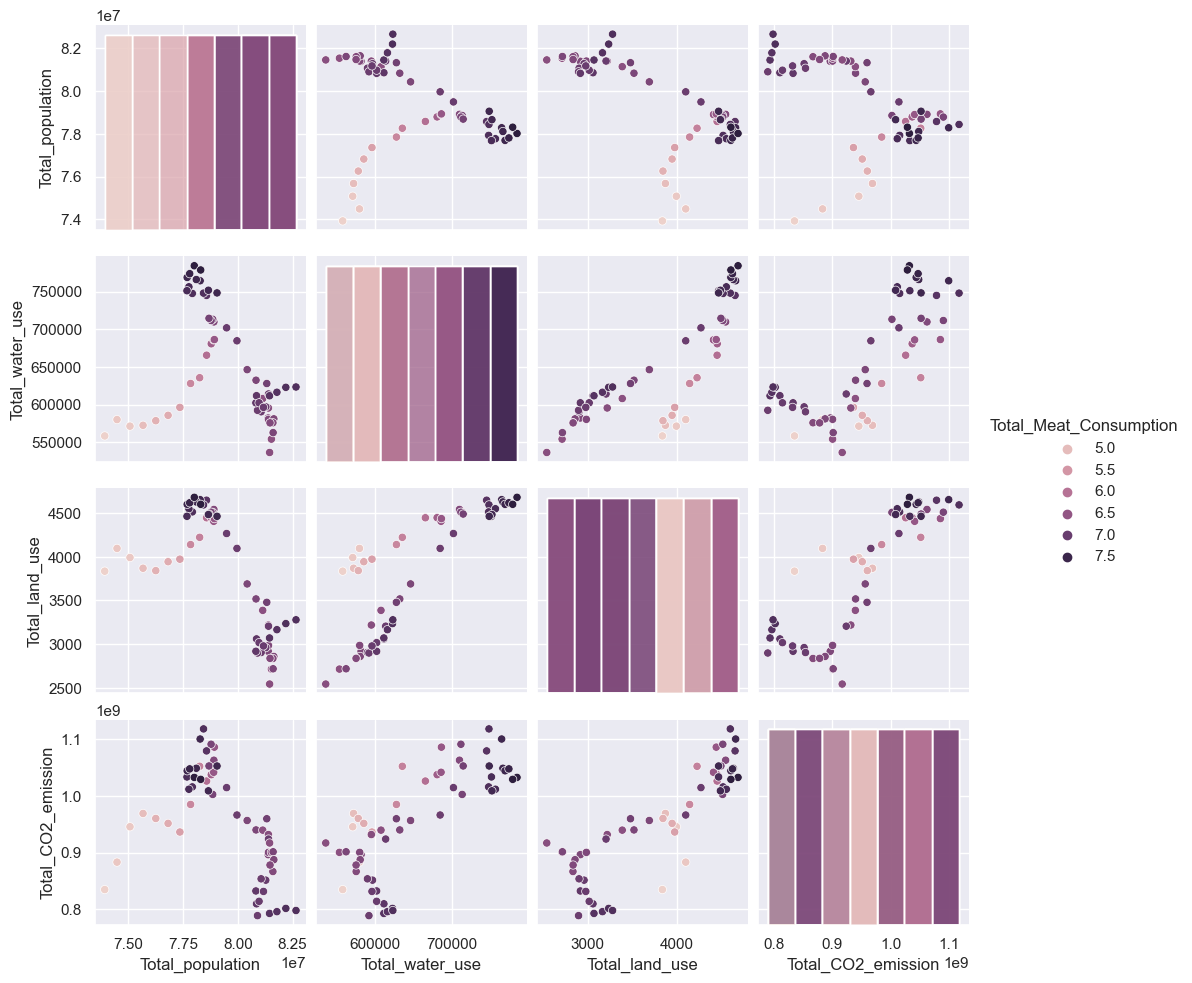 1e7
8.2
8.0
7.8
7.6
7.4
Total_population
750000
700000
650000
600000
550000
Total_water_use
Total_Meat_Consumption
5.0
5.5
6.0
6.5
7.0
7.5
4500
4000
3500
3000
2500
Total_land_use
1e9
1.1
1.0
0.9
0.8
Total_CO2_emission
7.50 7.75 8.00 8.25 600000 700000 3000 4000 0.8 0.9 1.0 1.1
1e7 1e9
Total_population Total_water_use Total_land_use Total_CO2_emission